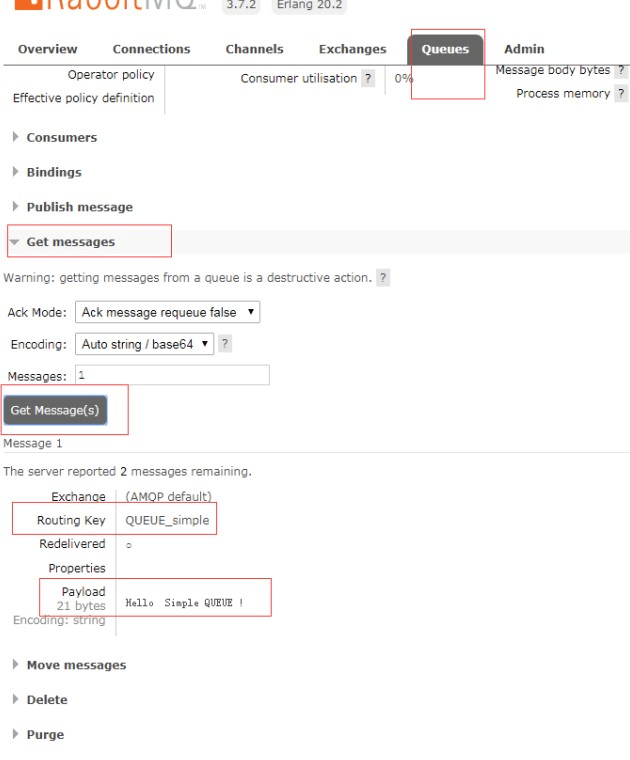 RabbitMQ 3.7.2 Erlang 20.2
Overview Connections Channels Exchanges Queues Admin
Operator policy Consumer utilisation ? 0% Message body bytes ?
Effective policy definition Process memory ?
Consumers
Bindings
Publish message
Get messages
Warning: getting messages from a queue is a destructive action. ?
Ack Mode: Ack message requeue false
Encoding: Auto string / base64 ?
Messages: 1
Get Message(s)
Message 1
The server reported 2 messages remaining.
Exchange (AMQP default)
Routing Key QUEUE_simple
Redelivered ○
Properties
Payload
21 bytes
Hello Simple QUEUE !
Encoding: string
Move messages
Delete
Purge